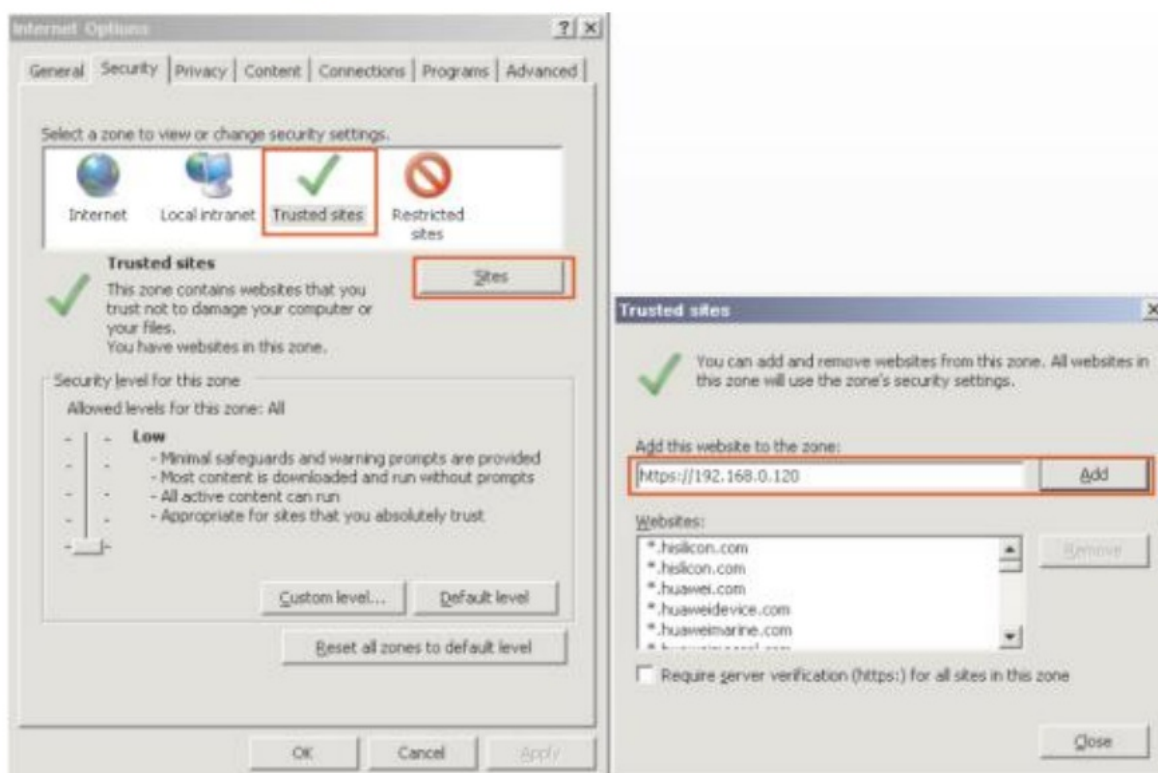 Internet Options
General Security Privacy Content Connections Programs Advanced
Select a zone to view or change security settings.
Internet Local intranet Trusted sites Restricted
sites
Trusted sites
Sites
This zone contains websites that you
trust not to damage your computer or
your files.
You have websites in this zone.
Security level for this zone
Allowed levels for this zone: All
Low
- Minimal safeguards and warning prompts are provided
- Most content is downloaded and run without prompts
- All active content can run
- Appropriate for sites that you absolutely trust
Custom level... Default level
Reset all zones to default level
OK Cancel Apply
Trusted sites
You can add and remove websites from this zone. All websites in
this zone will use the zone's security settings.
Add this website to the zone:
https://192.168.0.120 Add
Websites:
*.hisilicon.com Remove
*.hislicon.com
*.huawei.com
*.huaweidevice.com
*.huaweimarine.com
Require server verification (https:) for all sites in this zone
Close